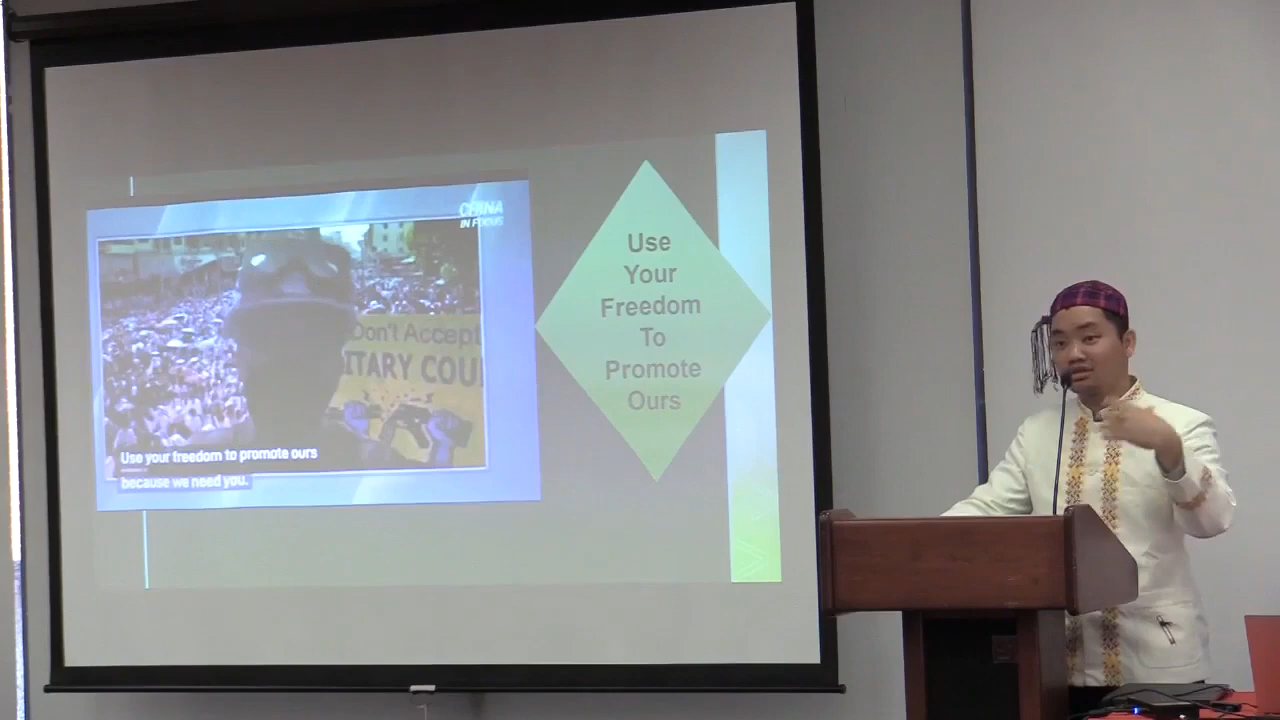 CHINA
IN FOCUS
Don't Accept
ITARY COU
Use your freedom to promote ours
because we need you.
Use
Your
Freedom
To
Promote
Ours